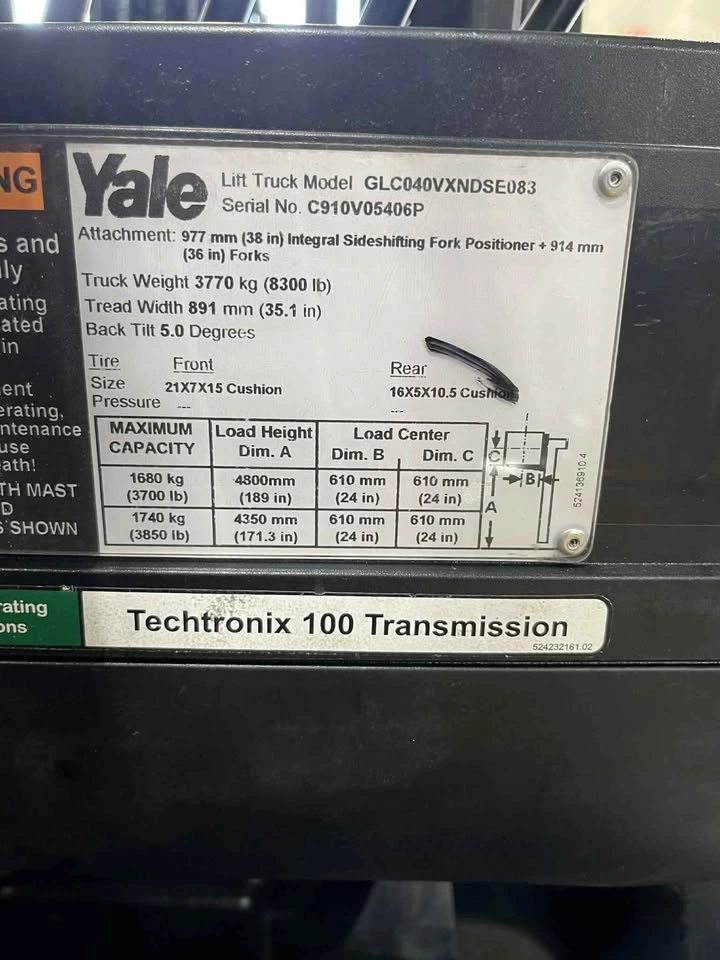 NG
s and
ly
ating
ated
in
ent
erating,
ntenance
use
ath!
TH MAST
D
S SHOWN
Yale
Lift Truck Model GLC040VXNDSE083
Serial No. C910V05406P
Attachment: 977 mm (38 in) Integral Sideshifting Fork Positioner + 914 mm
(36 in) Forks
Truck Weight 3770 kg (8300 lb)
Tread Width 891 mm (35.1 in)
Back Tilt 5.0 Degrees
Tire Front Rear
Size 21X7X15 Cushion 16X5X10.5 Cushion
Pressure --- ---
MAXIMUM CAPACITY Load Height Dim. A Load Center Dim. B Dim. C
1680 kg (3700 lb) 4800mm (189 in) 610 mm (24 in) 610 mm (24 in)
1740 kg (3850 lb) 4350 mm (171.3 in) 610 mm (24 in) 610 mm (24 in)
C
B
A
524136910 4
rating
ons
Techtronix 100 Transmission
524232161.02